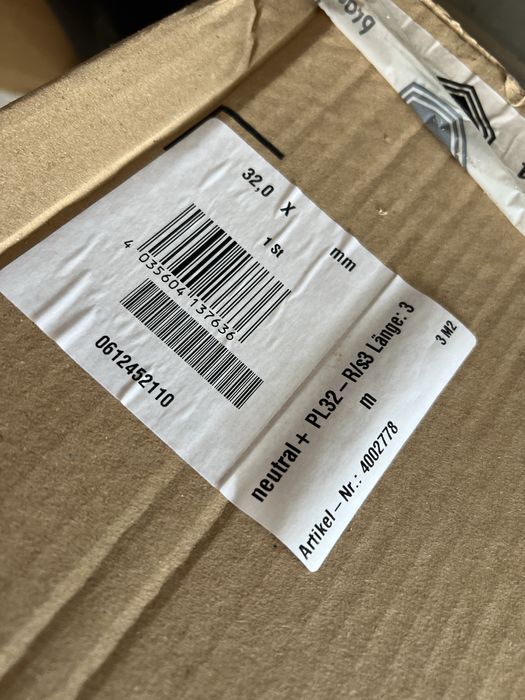 32,0 X mm
1 St
4 035604 137636
0612452110
neutral + PL32 – R/s3 Länge: 3
m
3 M2
Artikel – Nr.: 4002778